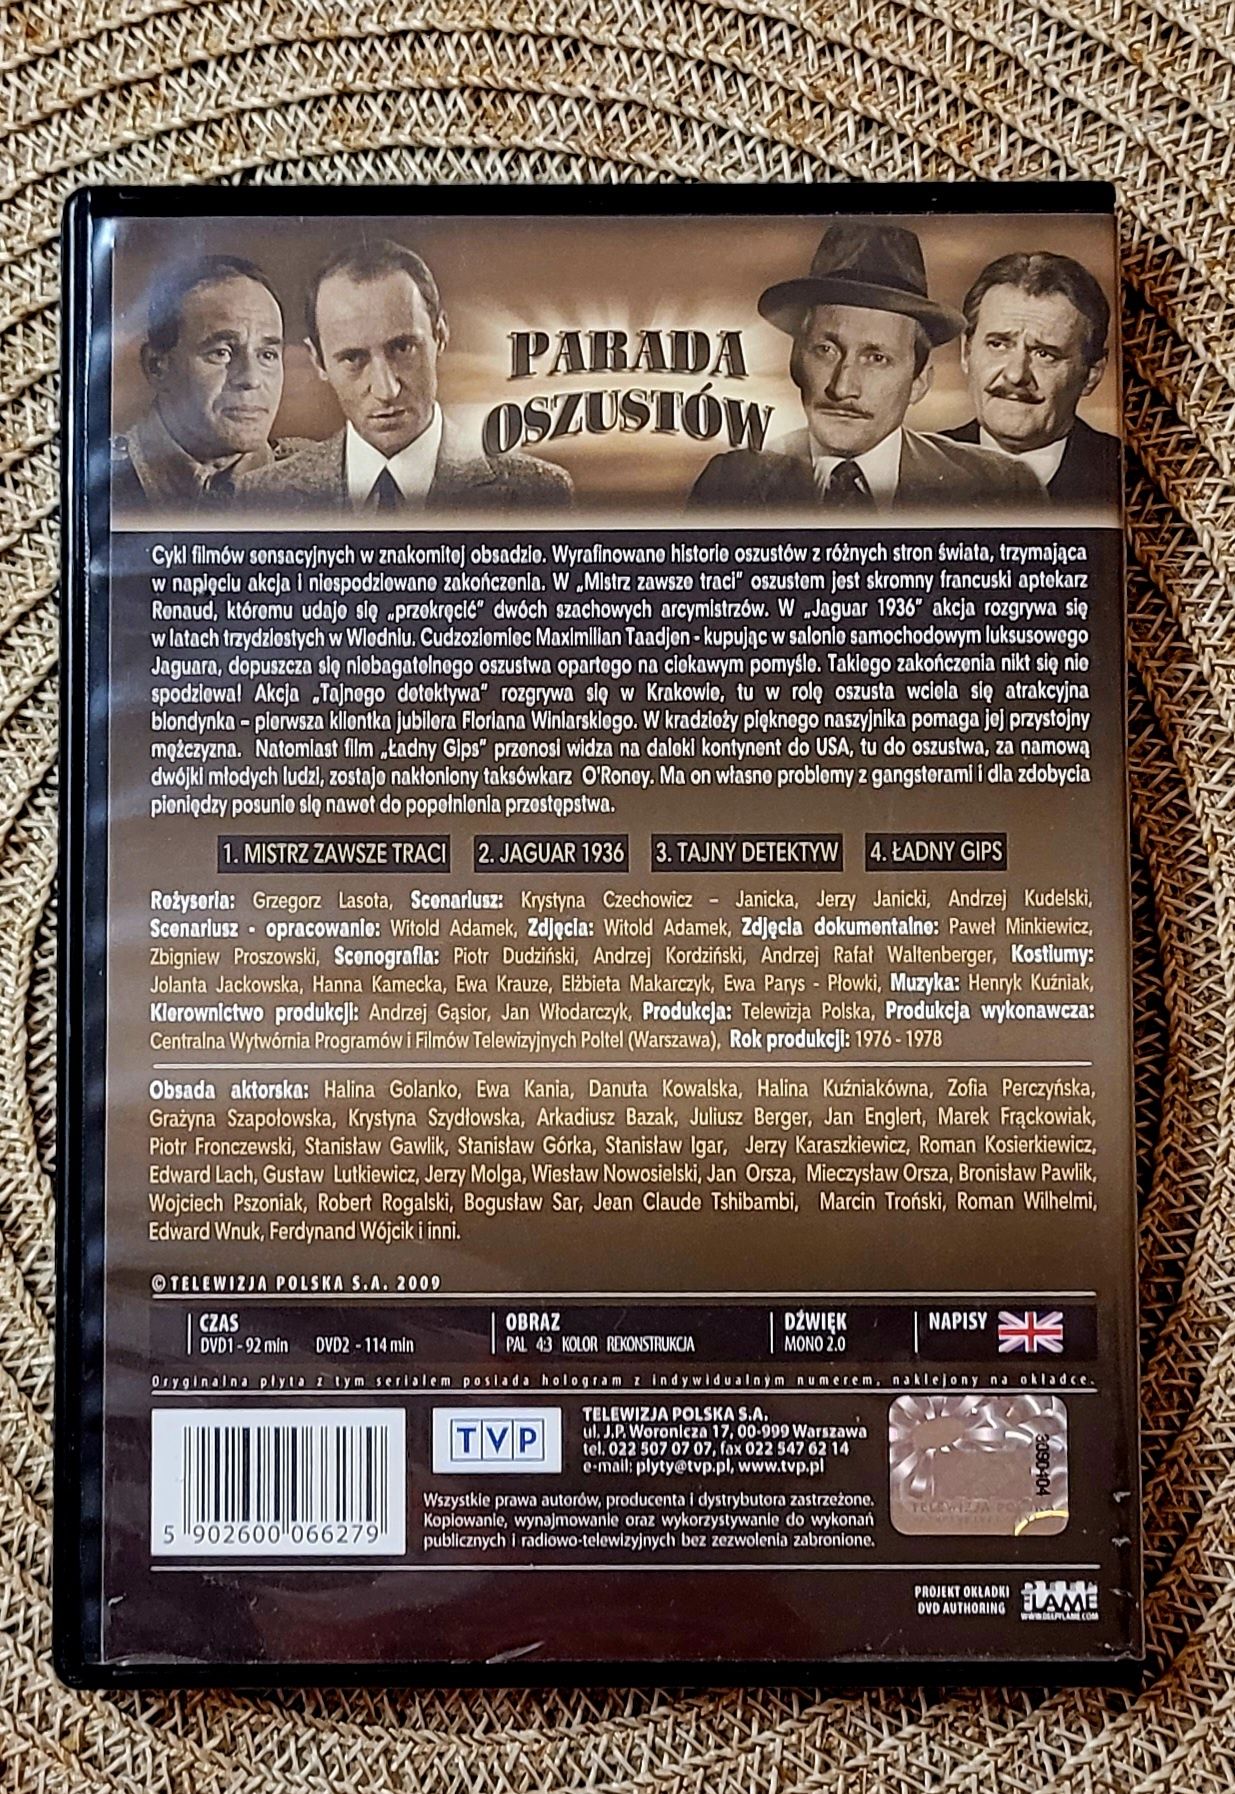 PARADA
OSZUSTÓW
Cykl filmów sensacyjnych w znakomitej obsadzie. Wyrafinowane historie oszustów z różnych stron świata, trzymająca
w napięciu akcja i niespodziewane zakończenia. W „Mistrz zawsze traci" oszustem jest skromny francuski aptekarz
Renaud, któremu udaje się „przekręcić" dwóch szachowych arcymistrzów. W „Jaguar 1936" akcja rozgrywa się
w latach trzydziestych w Wiedniu. Cudzoziemiec Maximilian Taadjen - kupując w salonie samochodowym luksusowego
Jaguara, dopuszcza się niebagatelnego oszustwa opartego na ciekawym pomyśle. Takiego zakończenia nikt się nie
spodziewa! Akcja „Tajnego detektywa" rozgrywa się w Krakowie, tu w rolę oszusta wciela się atrakcyjna
blondynka – pierwsza klientka jubilera Floriana Winiarskiego. W kradzieży pięknego naszyjnika pomaga jej przystojny
mężczyzna. Natomiast film „Ładny Gips" przenosi widza na daleki kontynent do USA, tu do oszustwa, za namową
dwójki młodych ludzi, zostaje nakłoniony taksówkarz O'Roney. Ma on własne problemy z gangsterami i dla zdobycia
pieniędzy posunie się nawet do popełnienia przestępstwa.
1. MISTRZ ZAWSZE TRACI 2. JAGUAR 1936 3. TAJNY DETEKTYW 4. ŁADNY GIPS
Reżyseria: Grzegorz Lasota, Scenariusz: Krystyna Czechowicz – Janicka, Jerzy Janicki, Andrzej Kudelski,
Scenariusz - opracowanie: Witold Adamek, Zdjęcia: Witold Adamek, Zdjęcia dokumentalne: Paweł Minkiewicz,
Zbigniew Proszowski, Scenografia: Piotr Dudziński, Andrzej Kordziński, Andrzej Rafał Waltenberger, Kostiumy:
Jolanta Jackowska, Hanna Kamecka, Ewa Krauze, Elżbieta Makarczyk, Ewa Parys - Płowki, Muzyka: Henryk Kuźniak,
Kierownictwo produkcji: Andrzej Gąsior, Jan Włodarczyk, Produkcja: Telewizja Polska, Produkcja wykonawcza:
Centralna Wytwórnia Programów i Filmów Telewizyjnych Poltel (Warszawa), Rok produkcji: 1976 - 1978
Obsada aktorska: Halina Golanko, Ewa Kania, Danuta Kowalska, Halina Kuźniakówna, Zofia Perczyńska,
Grażyna Szapołowska, Krystyna Szydłowska, Arkadiusz Bazak, Juliusz Berger, Jan Englert, Marek Frąckowiak,
Piotr Fronczewski, Stanisław Gawlik, Stanisław Górka, Stanisław Igar, Jerzy Karaszkiewicz, Roman Kosierkiewicz,
Edward Lach, Gustaw Lutkiewicz, Jerzy Molga, Wiesław Nowosielski, Jan Orsza, Mieczysław Orsza, Bronisław Pawlik,
Wojciech Pszoniak, Robert Rogalski, Bogusław Sar, Jean Claude Tshibambi, Marcin Troński, Roman Wilhelmi,
Edward Wnuk, Ferdynand Wójcik i inni.
© TELEWIZJA POLSKA S.A. 2009
CZAS OBRAZ DŹWIĘK NAPISY
DVD1 - 92 min DVD2 - 114 min PAL 4:3 KOLOR REKONSTRUKCJA MONO 2.0
Oryginalna płyta z tym serialem posiada hologram z indywidualnym numerem, naklejony na okładce.
TVP
TELEWIZJA POLSKA S.A.
ul. J.P. Woronicza 17, 00-999 Warszawa
tel. 022 507 07 07, fax 022 547 62 14
e-mail: plyty@tvp.pl, www.tvp.pl
3090404
TELEWIZJA POLSKA
Wszystkie prawa autorów, producenta i dystrybutora zastrzeżone.
Kopiowanie, wynajmowanie oraz wykorzystywanie do wykonań
publicznych i radiowo-telewizyjnych bez zezwolenia zabronione.
5 902600 066279
PROJEKT OKŁADKI
DVD AUTHORING
FLAME